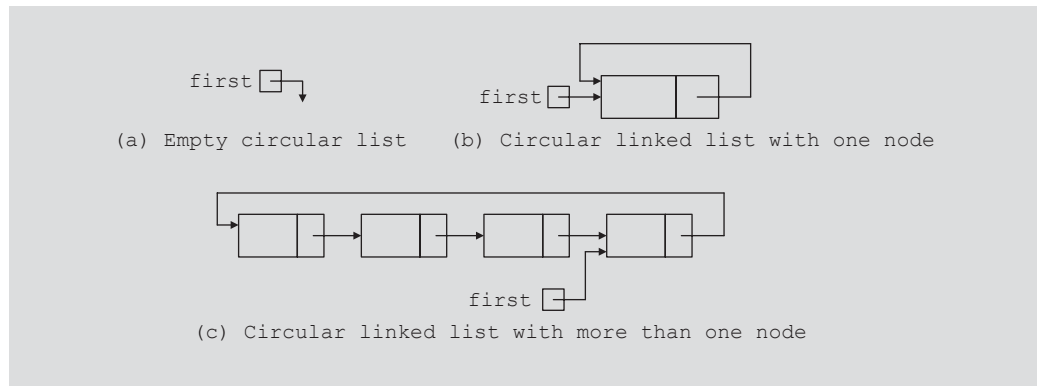 first
first
(a) Empty circular list
(b) Circular linked list with one node
first
(c) Circular linked list with more than one node